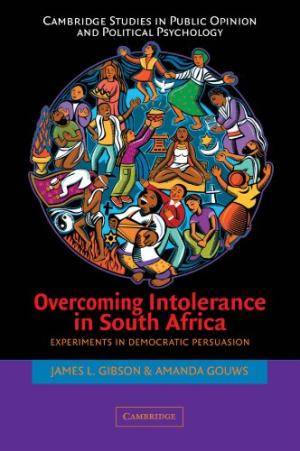 CAMBRIDGE STUDIES IN PUBLIC OPINION
AND POLITICAL PSYCHOLOGY
Overcoming Intolerance
in South Africa
EXPERIMENTS IN DEMOCRATIC PERSUASION
JAMES L. GIBSON & AMANDA GOUWS
CAMBRIDGE